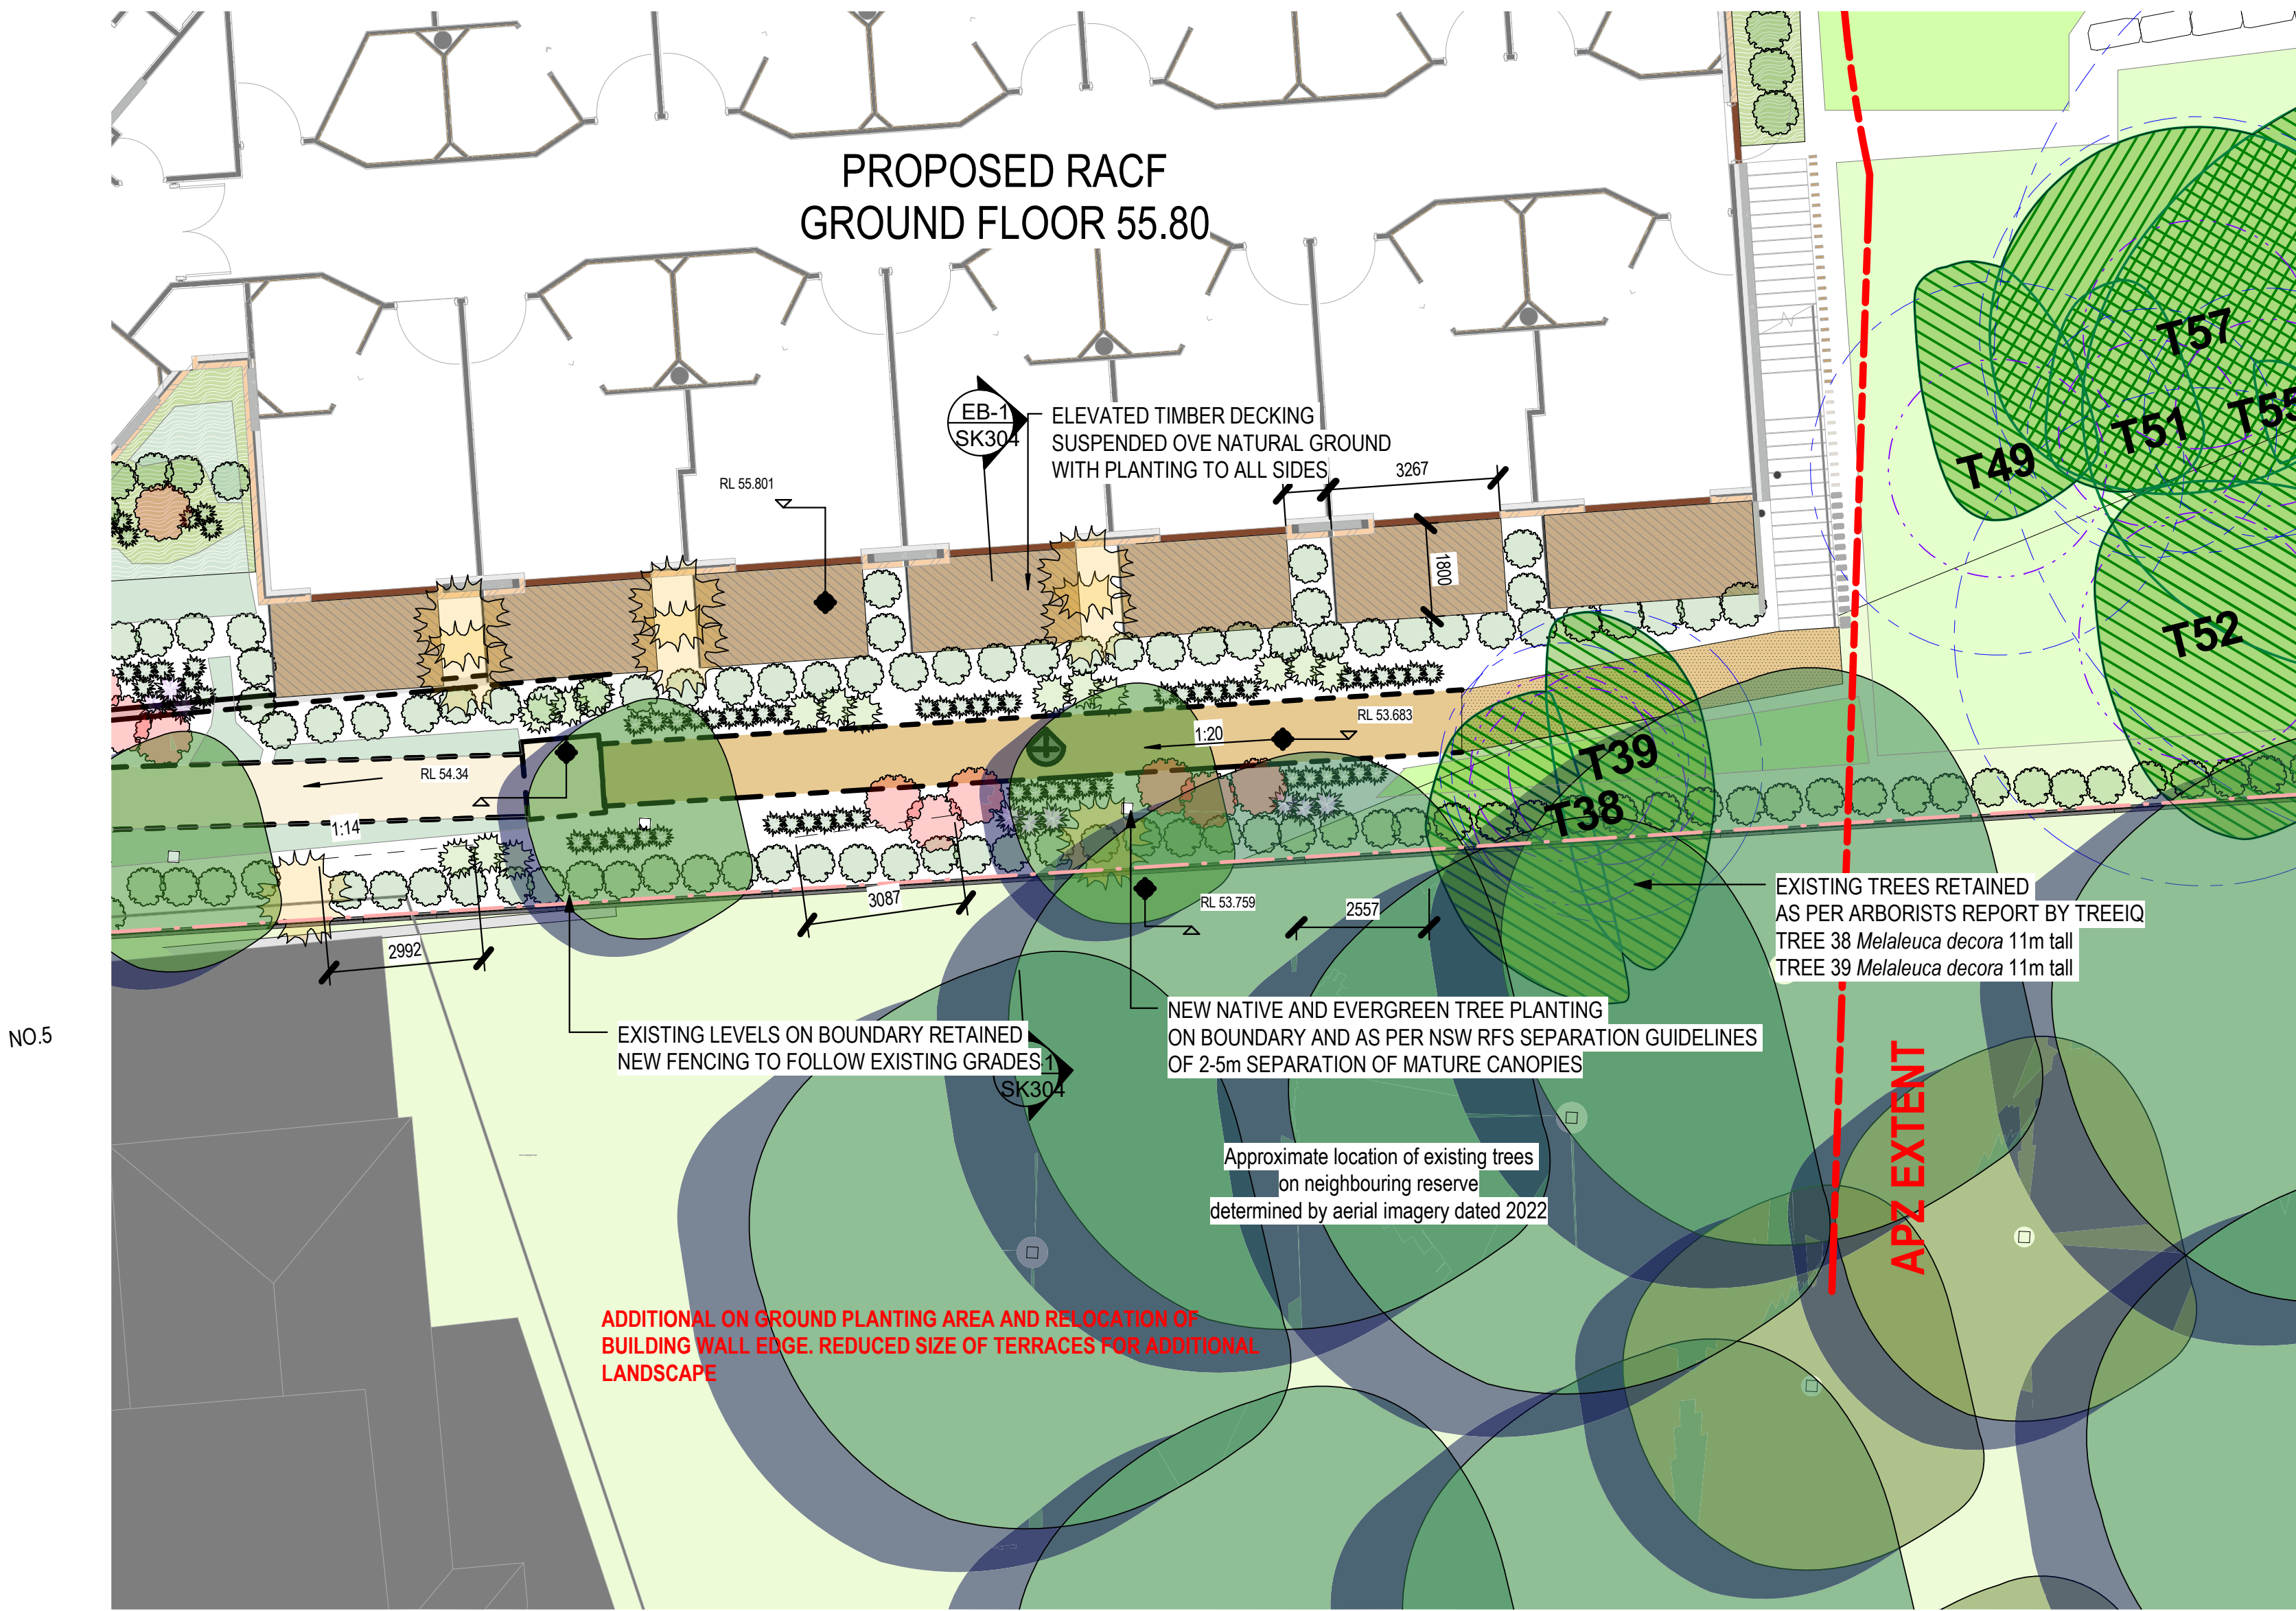 PROPOSED RACF
GROUND FLOOR 55.80
EB-1
SK304
ELEVATED TIMBER DECKING
SUSPENDED OVE NATURAL GROUND
WITH PLANTING TO ALL SIDES
3267
RL 55.801
1800
T57
T55
T51
T49
T52
RL 53.683
1:20
RL 54.34
1:14
T39
T38
3087
RL 53.759
2557
2992
EXISTING TREES RETAINED
AS PER ARBORISTS REPORT BY TREEIQ
TREE 38 Melaleuca decora 11m tall
TREE 39 Melaleuca decora 11m tall
NEW NATIVE AND EVERGREEN TREE PLANTING
ON BOUNDARY AND AS PER NSW RFS SEPARATION GUIDELINES
OF 2-5m SEPARATION OF MATURE CANOPIES
EXISTING LEVELS ON BOUNDARY RETAINED
NEW FENCING TO FOLLOW EXISTING GRADES
1
SK304
NO.5
APZ EXTENT
Approximate location of existing trees
on neighbouring reserve
determined by aerial imagery dated 2022
ADDITIONAL ON GROUND PLANTING AREA AND RELOCATION OF
BUILDING WALL EDGE. REDUCED SIZE OF TERRACES FOR ADDITIONAL
LANDSCAPE